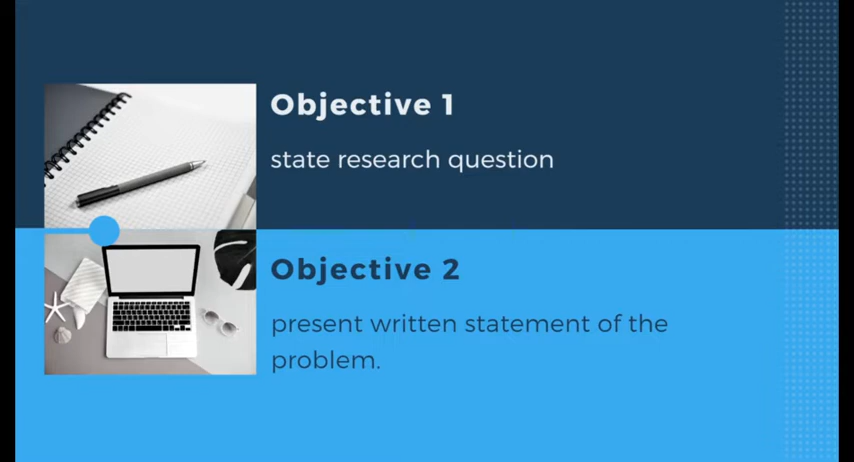 Objective 1
state research question
Objective 2
present written statement of the
problem.